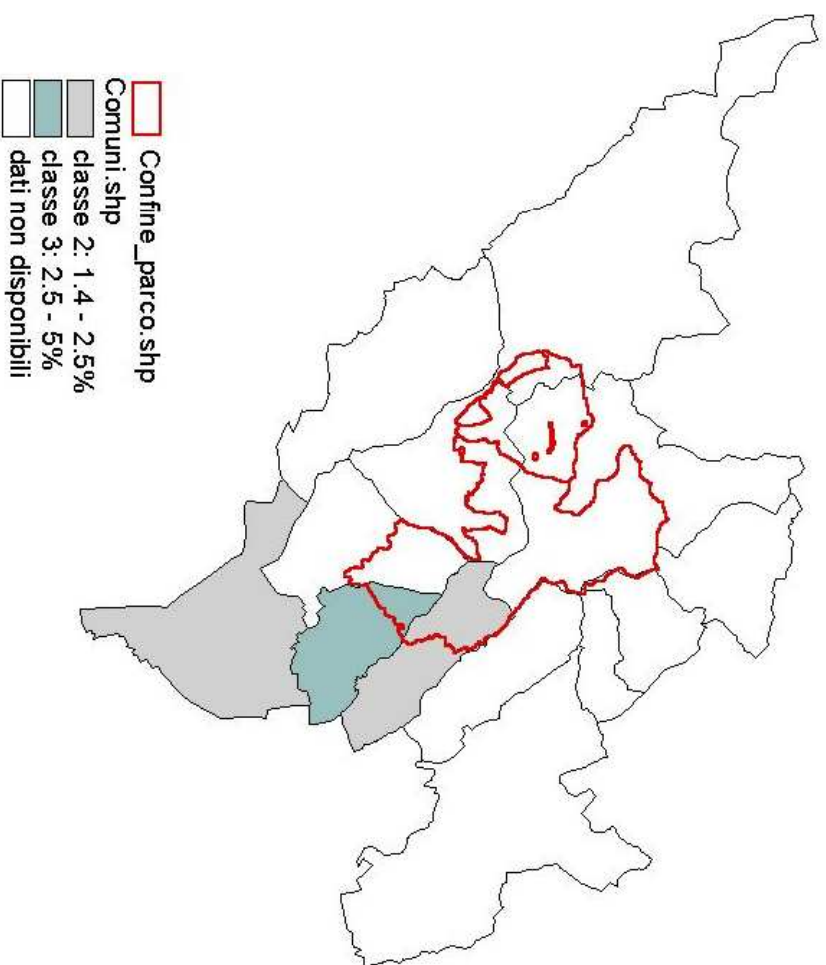 Confine_parco.shp
Comuni.shp
classe 2: 1.4 - 2.5%
classe 3: 2.5 - 5%
dati non disponibili